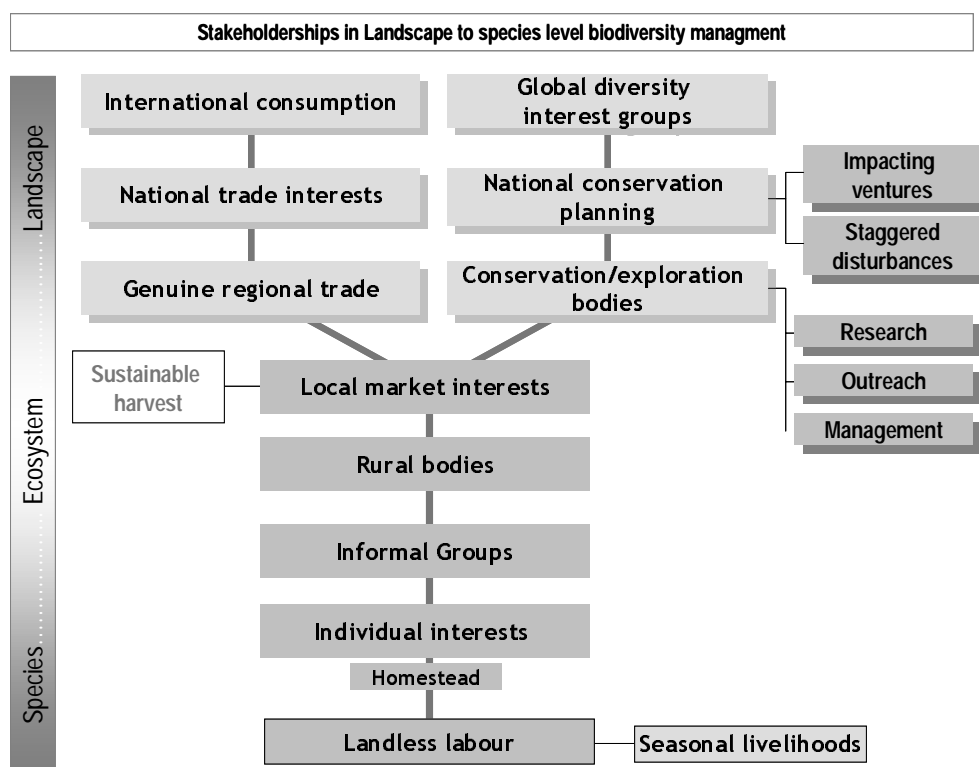 Stakeholderships in Landscape to species level biodiversity managment
International consumption
Global diversity
interest groups
National trade interests
National conservation
planning
Impacting
ventures
Staggered
disturbances
Genuine regional trade
Conservation/exploration
bodies
Research
Outreach
Management
Sustainable
harvest
Local market interests
Rural bodies
Informal Groups
Individual interests
Homestead
Landless labour
Seasonal livelihoods
Species........................Ecosystem........................Landscape